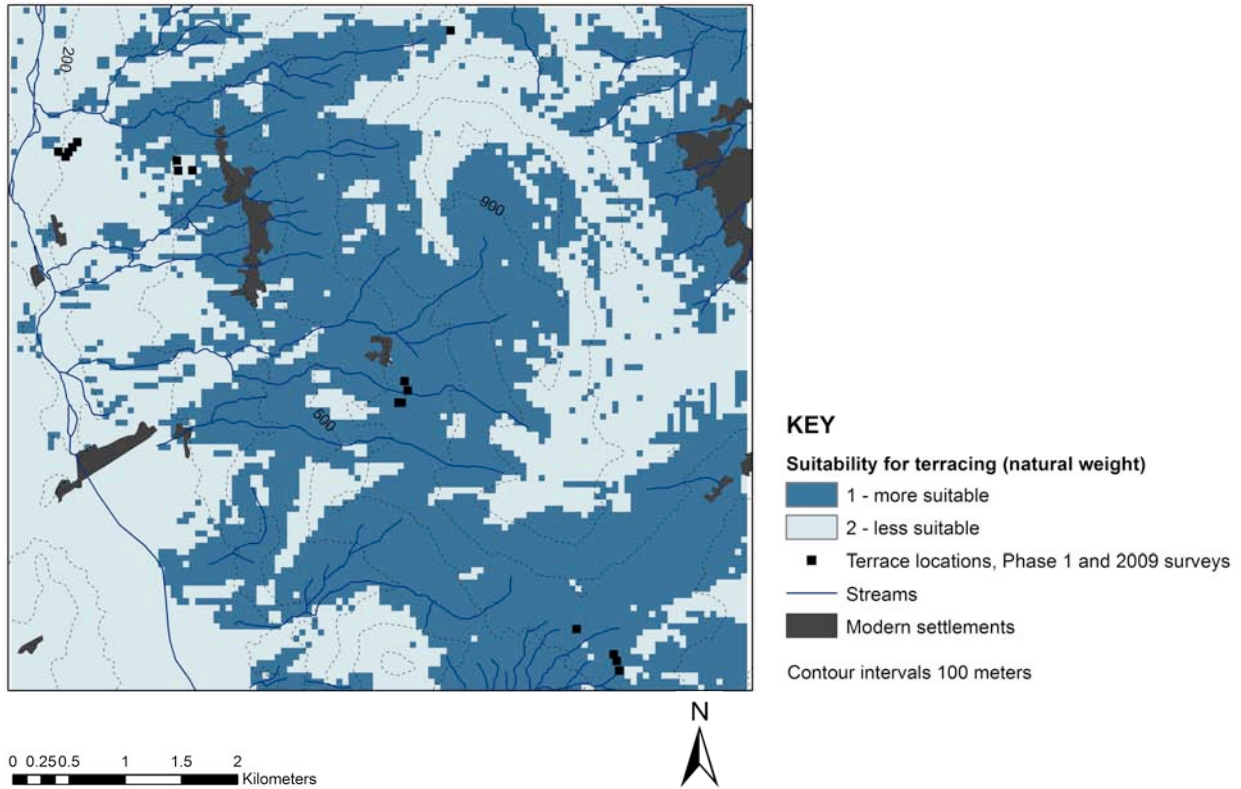 200
900
500
KEY
Suitability for terracing (natural weight)
1 - more suitable
2 - less suitable
Terrace locations, Phase 1 and 2009 surveys
Streams
Modern settlements
Contour intervals 100 meters
N
0 0.25 0.5 1 1.5 2
Kilometers